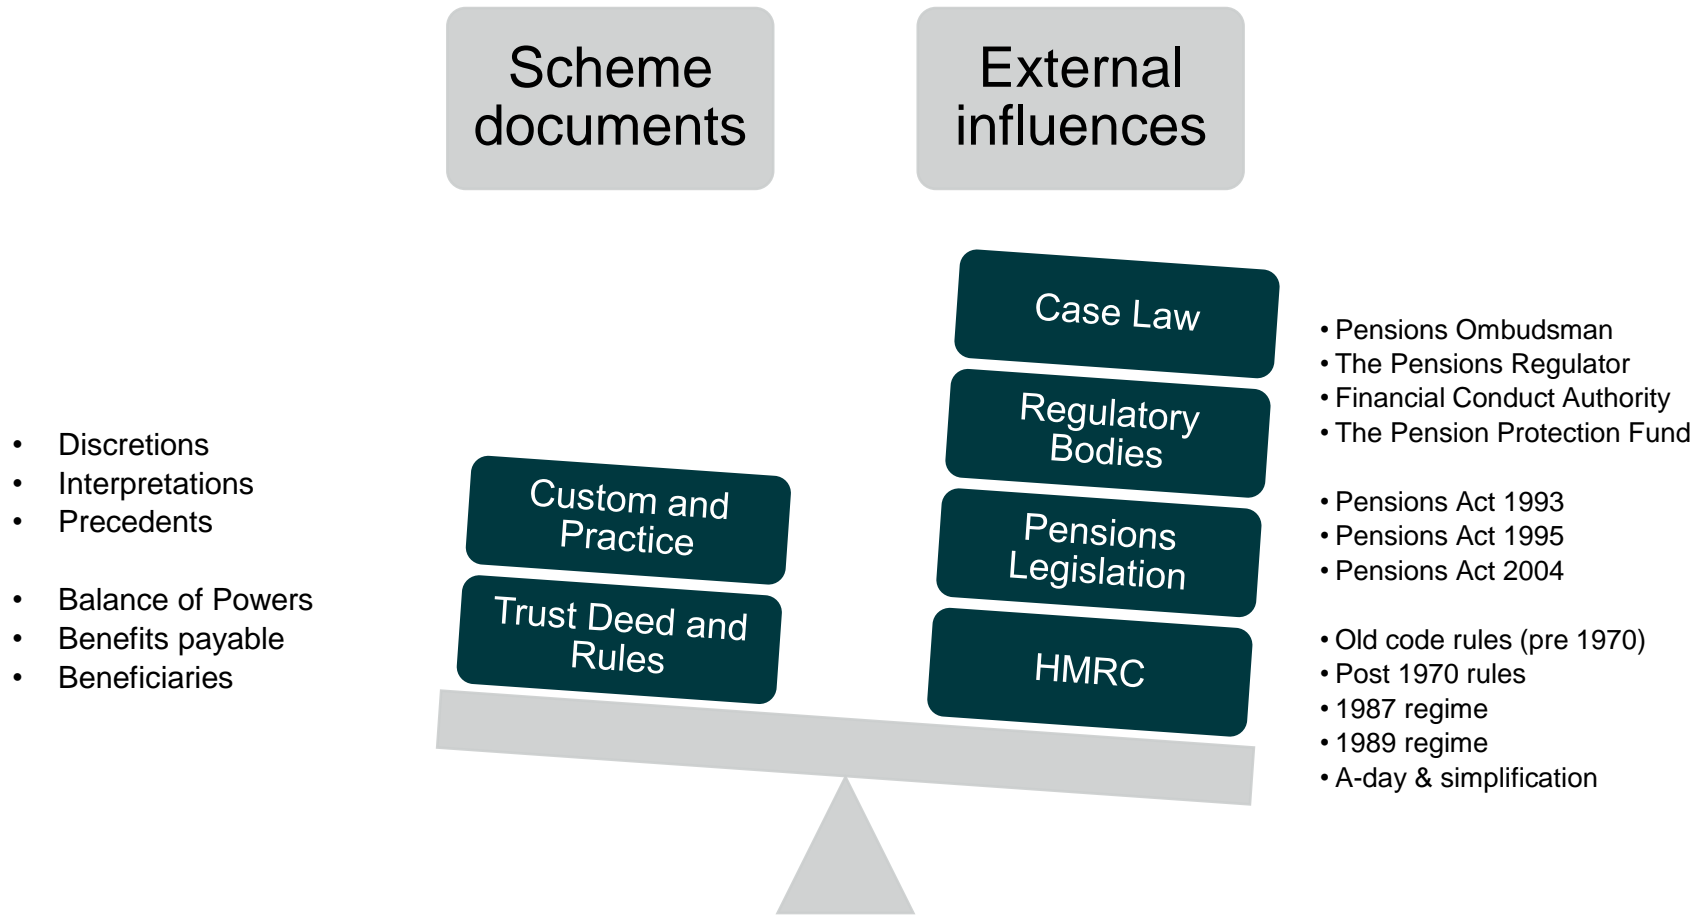 Scheme
documents
External
influences
• Discretions
• Interpretations
• Precedents
• Balance of Powers
• Benefits payable
• Beneficiaries
Custom and
Practice
Trust Deed and
Rules
Case Law
Regulatory
Bodies
Pensions
Legislation
HMRC
• Pensions Ombudsman
• The Pensions Regulator
• Financial Conduct Authority
• The Pension Protection Fund
• Pensions Act 1993
• Pensions Act 1995
• Pensions Act 2004
• Old code rules (pre 1970)
• Post 1970 rules
• 1987 regime
• 1989 regime
• A-day & simplification